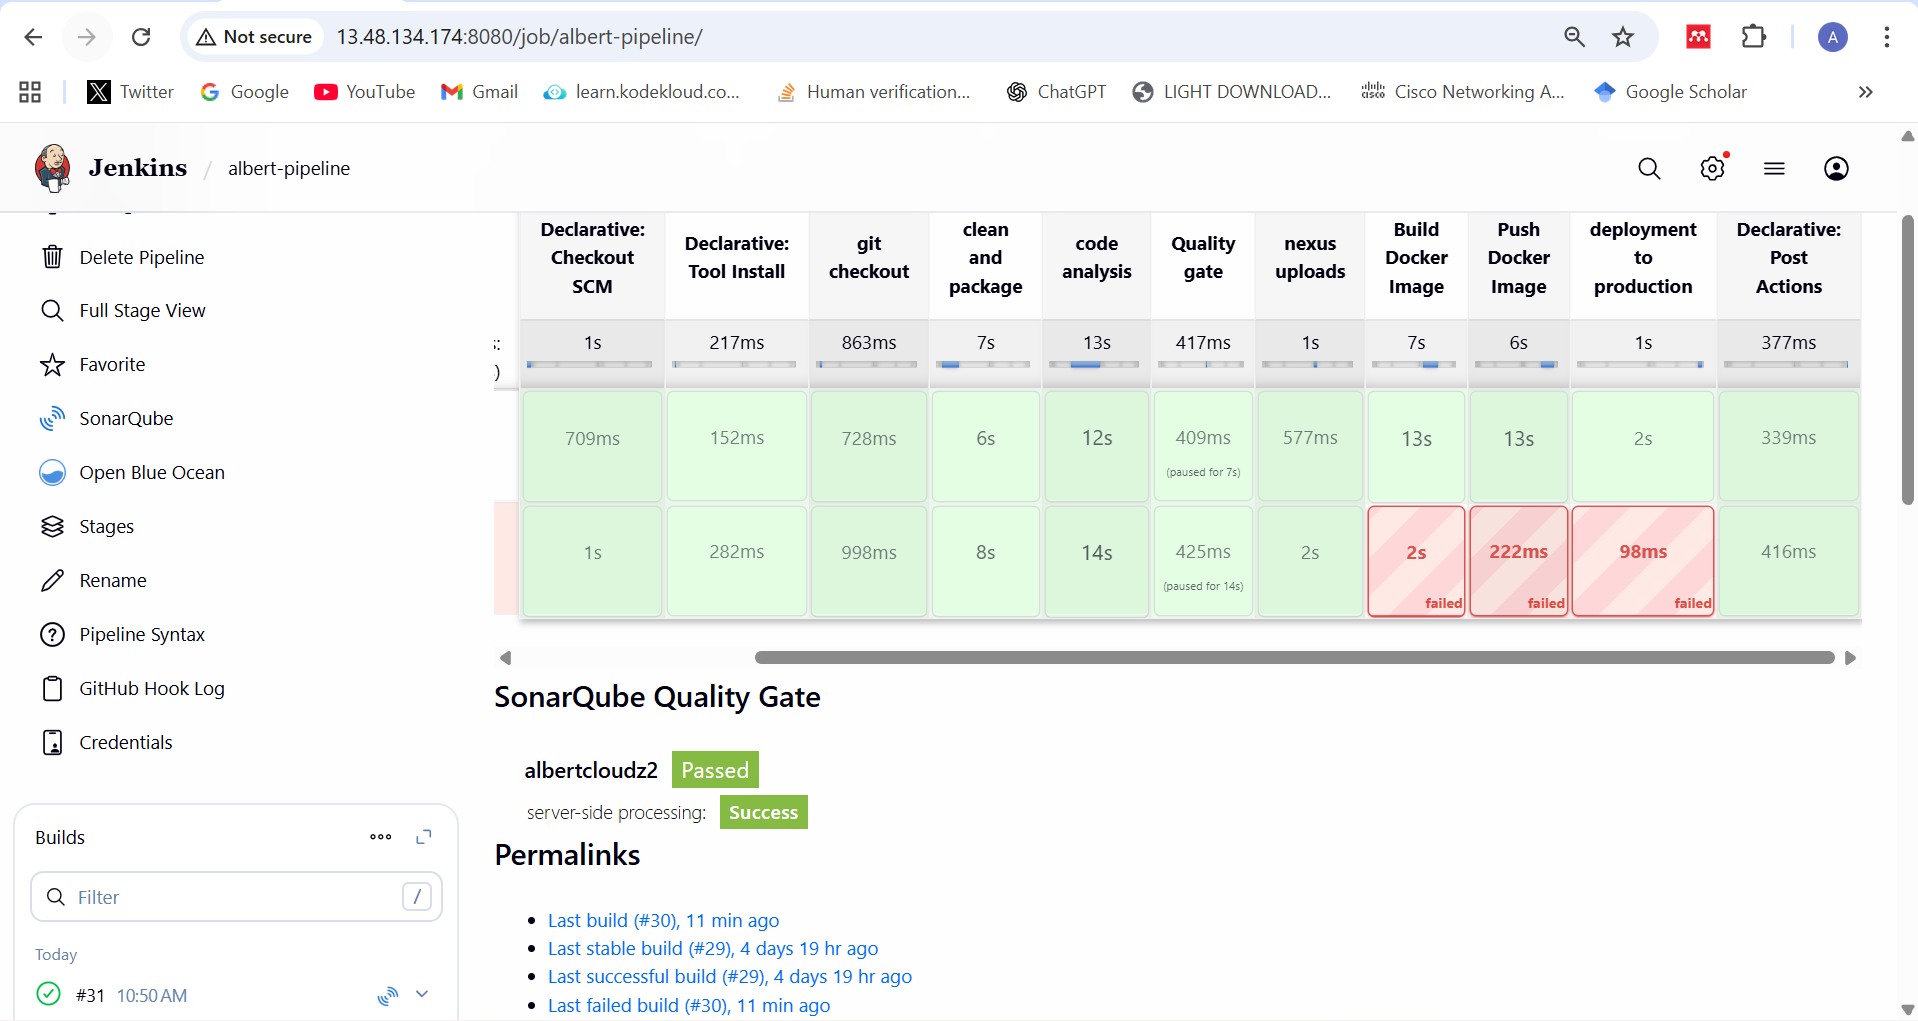 Not secure 13.48.134.174:8080/job/albert-pipeline/
A
Twitter Google YouTube Gmail learn.kodekloud.co... Human verification... ChatGPT LIGHT DOWNLOAD... Cisco Networking A... Google Scholar »
Jenkins / albert-pipeline
Delete Pipeline
Full Stage View
Favorite
SonarQube
Open Blue Ocean
Stages
Rename
Pipeline Syntax
GitHub Hook Log
Credentials
Builds
Filter /
Today
#31 10:50 AM
Declarative: Checkout SCM
Declarative: Tool Install
git checkout
clean and package
code analysis
Quality gate
nexus uploads
Build Docker Image
Push Docker Image
deployment to production
Declarative: Post Actions
s: 1s 217ms 863ms 7s 13s 417ms 1s 7s 6s 1s 377ms
)
709ms 152ms 728ms 6s 12s 409ms 577ms 13s 13s 2s 339ms
(paused for 7s)
1s 282ms 998ms 8s 14s 425ms 2s 2s 222ms 98ms 416ms
(paused for 14s)
failed failed failed
SonarQube Quality Gate
albertcloudz2 Passed
server-side processing: Success
Permalinks
Last build (#30), 11 min ago
Last stable build (#29), 4 days 19 hr ago
Last successful build (#29), 4 days 19 hr ago
Last failed build (#30), 11 min ago